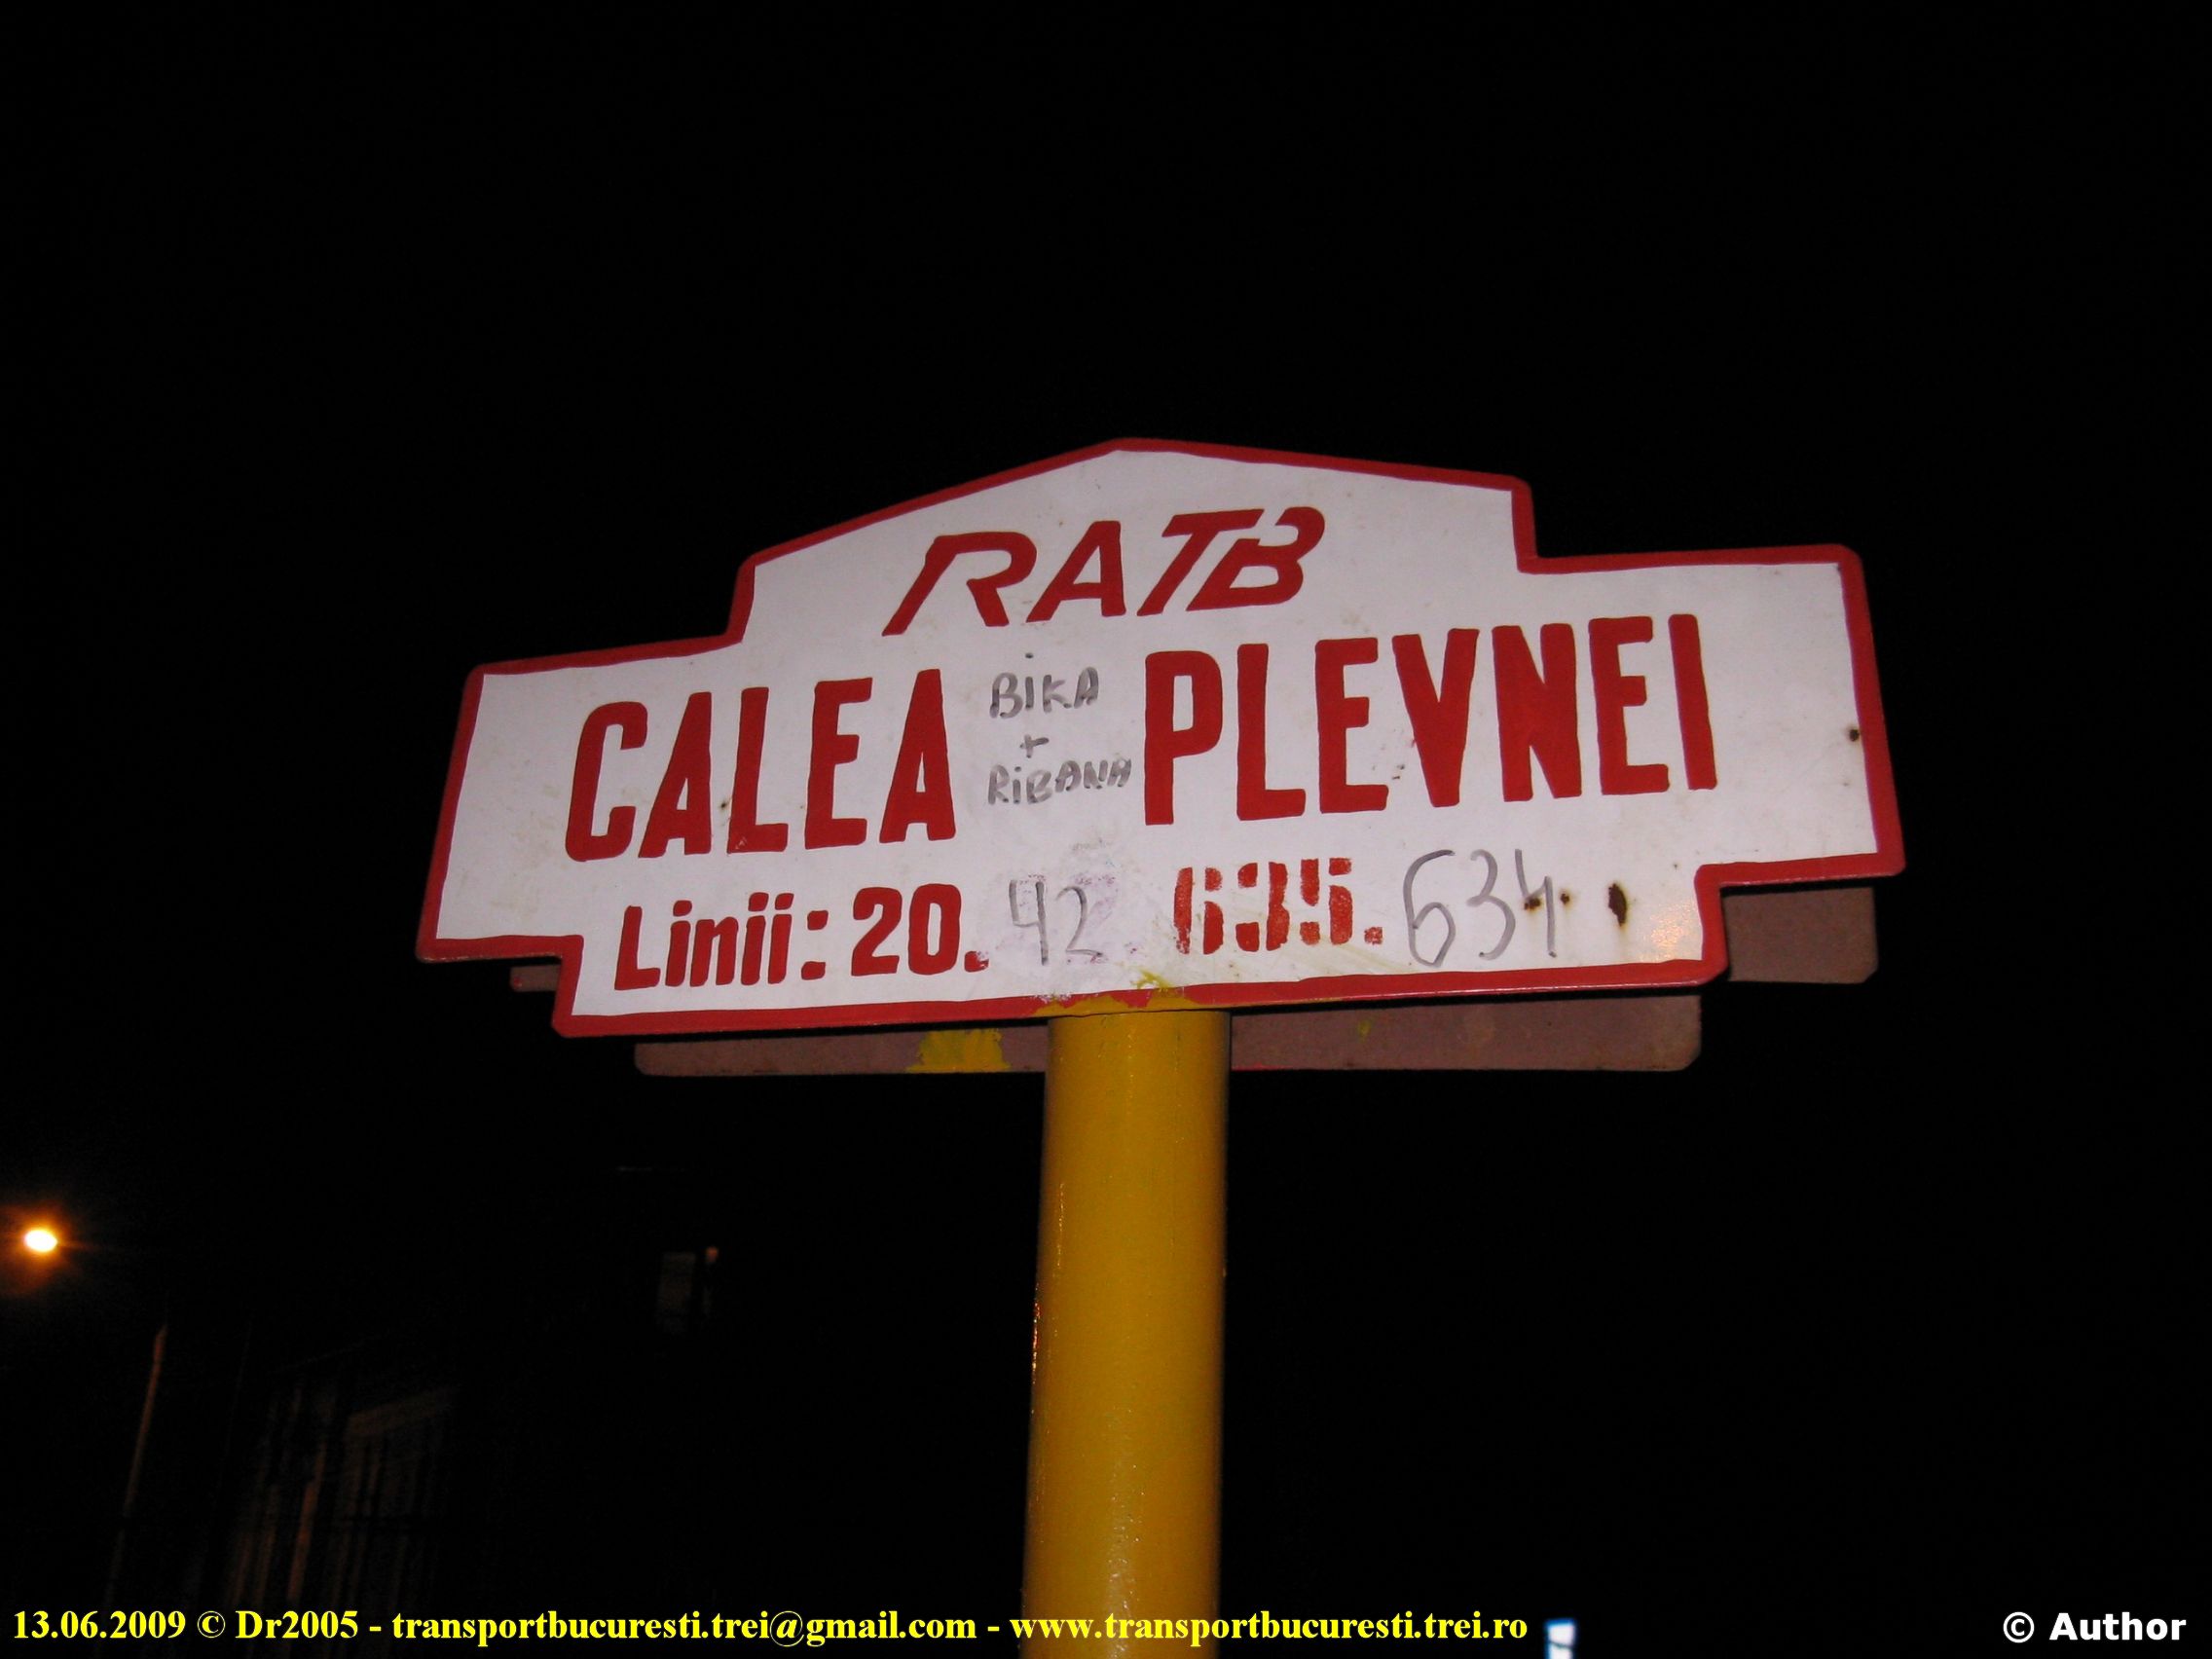 RATB
CALEA PLEVNEI
BIKA
+
RiBANA
Linii: 20. 42. 635. 634
13.06.2009 © Dr2005 - transportbucuresti.trei@gmail.com - www.transportbucuresti.trei.ro
© Author